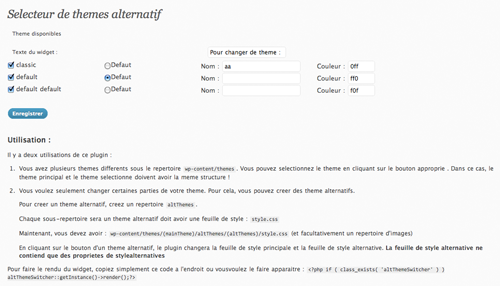 Selecteur de themes alternatif
Theme disponibles
Texte du widget : Pour changer de theme :
classic Defaut Nom : aa Couleur : 0ff
default Defaut Nom : Couleur : ff0
default default Defaut Nom : Couleur : f0f
Enregistrer
Utilisation :
Il y a deux utilisations de ce plugin :
1. Vous avez plusieurs themes differents sous le repertoire wp-content/themes. Vous pouvez selectionnez le theme en cliquant sur le bouton approprie . Dans ce cas, le
theme principal et le theme selectionne doivent avoir la meme structure !
2. Vous voulez seulement changer certaines parties de votre theme. Pour cela, vous pouvez creer des theme alternatifs.
Pour creer un theme alternatif, creez un repertoire altThemes.
Chaque sous-repertoire sera un theme alternatif doit avoir une feuille de style : style.css
Maintenant, vous devez avoir : wp-content/themes/(mainTheme)/altThemes/(altThemes)/style.css (et facultativement un repertoire d'images)
En cliquant sur le bouton d'un theme alternatif, le plugin changera la feuille de style principale et la feuille de style alternative. La feuille de style alternative ne
contiend que des proprietes de stylealternatives
Pour faire le rendu du widget, copiez simplement ce code a l'endroit ou vousvoulez le faire apparaitre : <?php if ( class_exists( 'altThemeSwitcher' ) )
altThemeSwitcher::getInstance()->render();?>